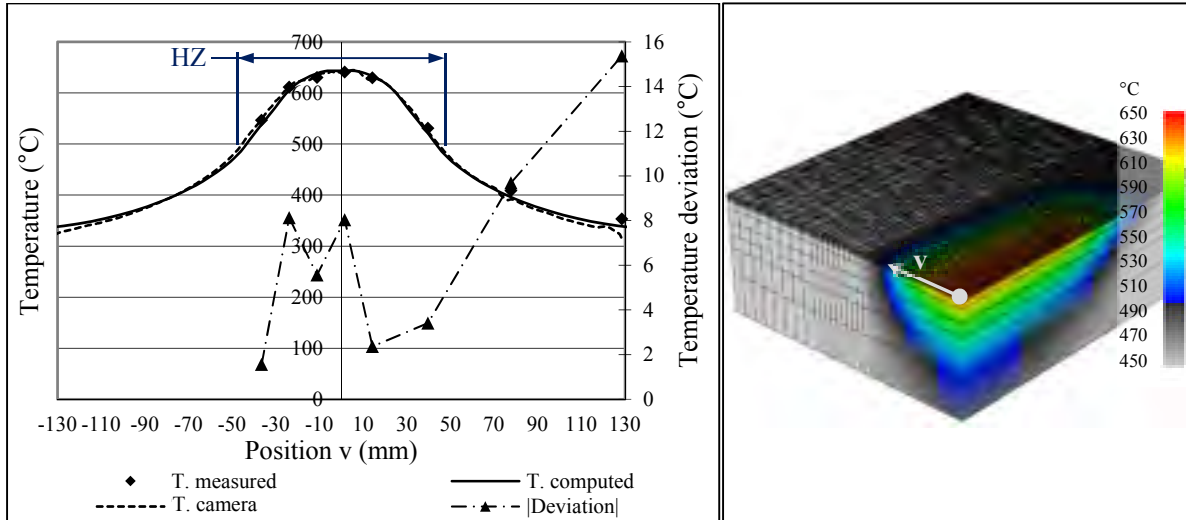 HZ
Temperature (°C)
700
600
500
400
300
200
100
0
Temperature deviation (°C)
16
14
12
10
8
6
4
2
0
-130 -110 -90 -70 -50 -30 -10 10 30 50 70 90 110 130
Position v (mm)
T. measured
T. computed
T. camera
|Deviation|
v
°C
650
630
610
590
570
550
530
510
490
470
450